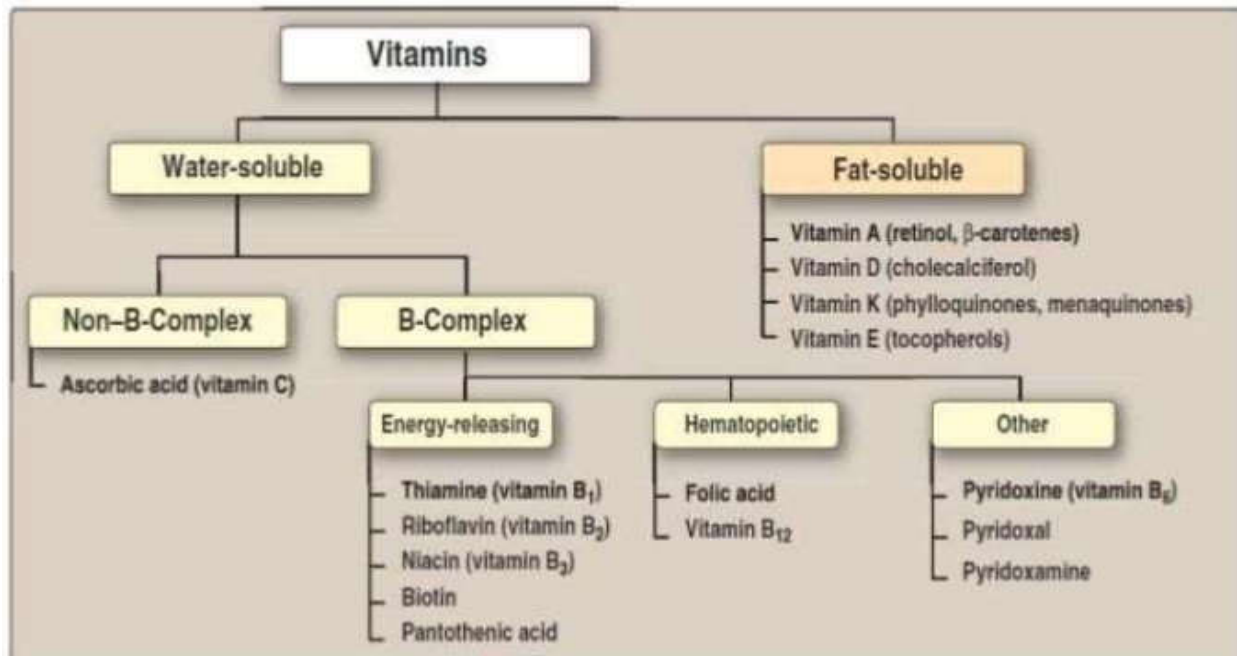 Vitamins
Water-soluble
Fat-soluble
Vitamin A (retinol, β-carotenes)
Vitamin D (cholecalciferol)
Vitamin K (phylloquinones, menaquinones)
Vitamin E (tocopherols)
Non–B-Complex
B-Complex
Ascorbic acid (vitamin C)
Energy-releasing
Hematopoietic
Other
Thiamine (vitamin B₁)
Riboflavin (vitamin B₂)
Niacin (vitamin B₃)
Biotin
Pantothenic acid
Folic acid
Vitamin B₁₂
Pyridoxine (vitamin B₆)
Pyridoxal
Pyridoxamine